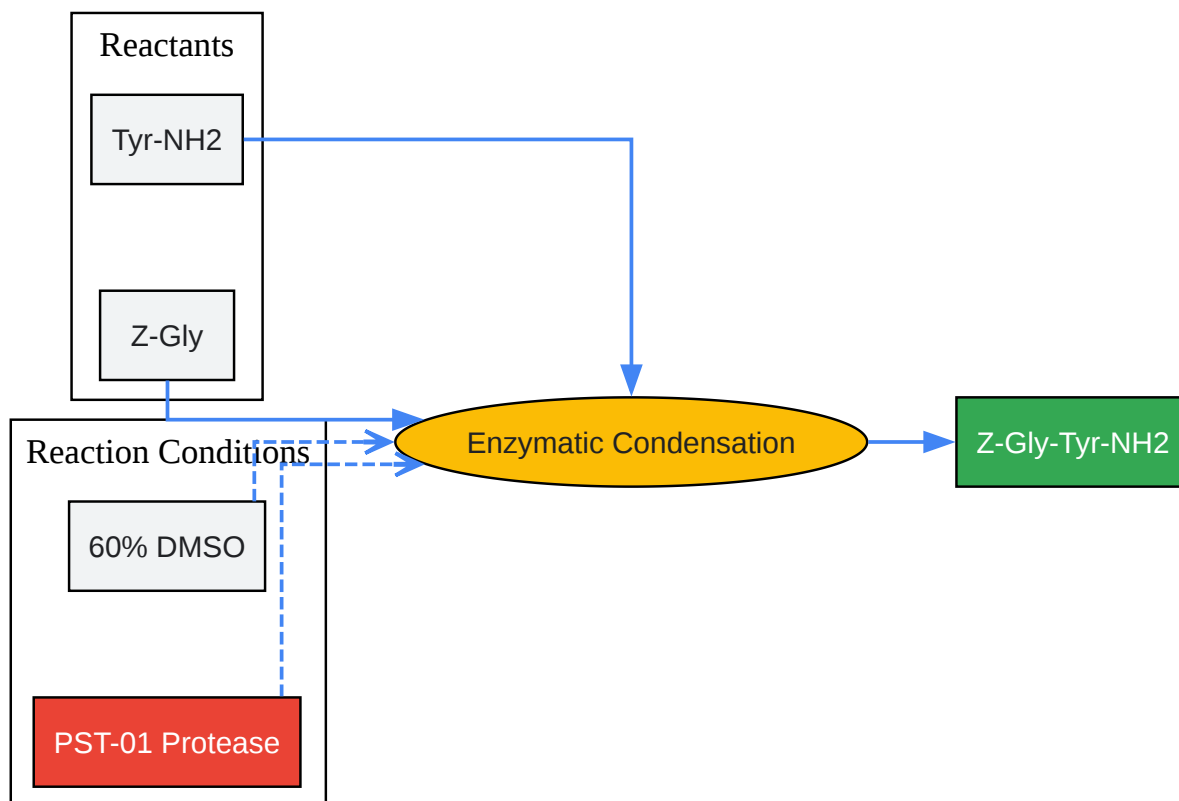 Reactants
Tyr-NH2
Z-Gly
Reaction Conditions
60% DMSO
PST-01 Protease
Enzymatic Condensation
Z-Gly-Tyr-NH2